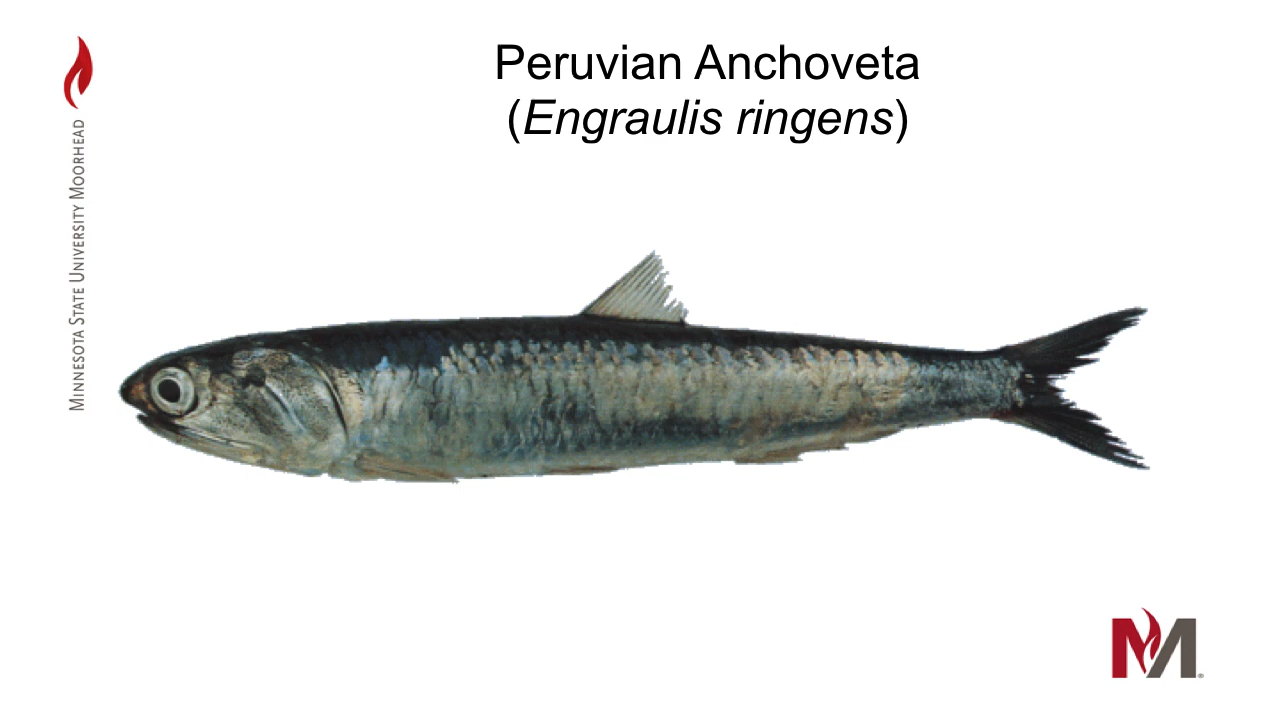 Peruvian Anchoveta
(Engraulis ringens)
MINNESOTA STATE UNIVERSITY MOORHEAD
M